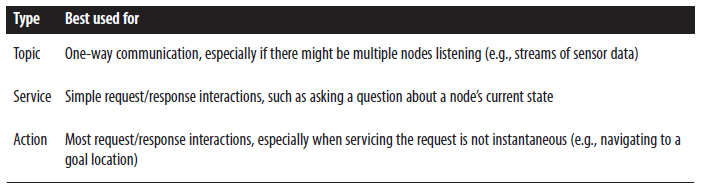 Type Best used for
Topic One-way communication, especially if there might be multiple nodes listening (e.g., streams of sensor data)
Service Simple request/response interactions, such as asking a question about a node’s current state
Action Most request/response interactions, especially when servicing the request is not instantaneous (e.g., navigating to a
goal location)